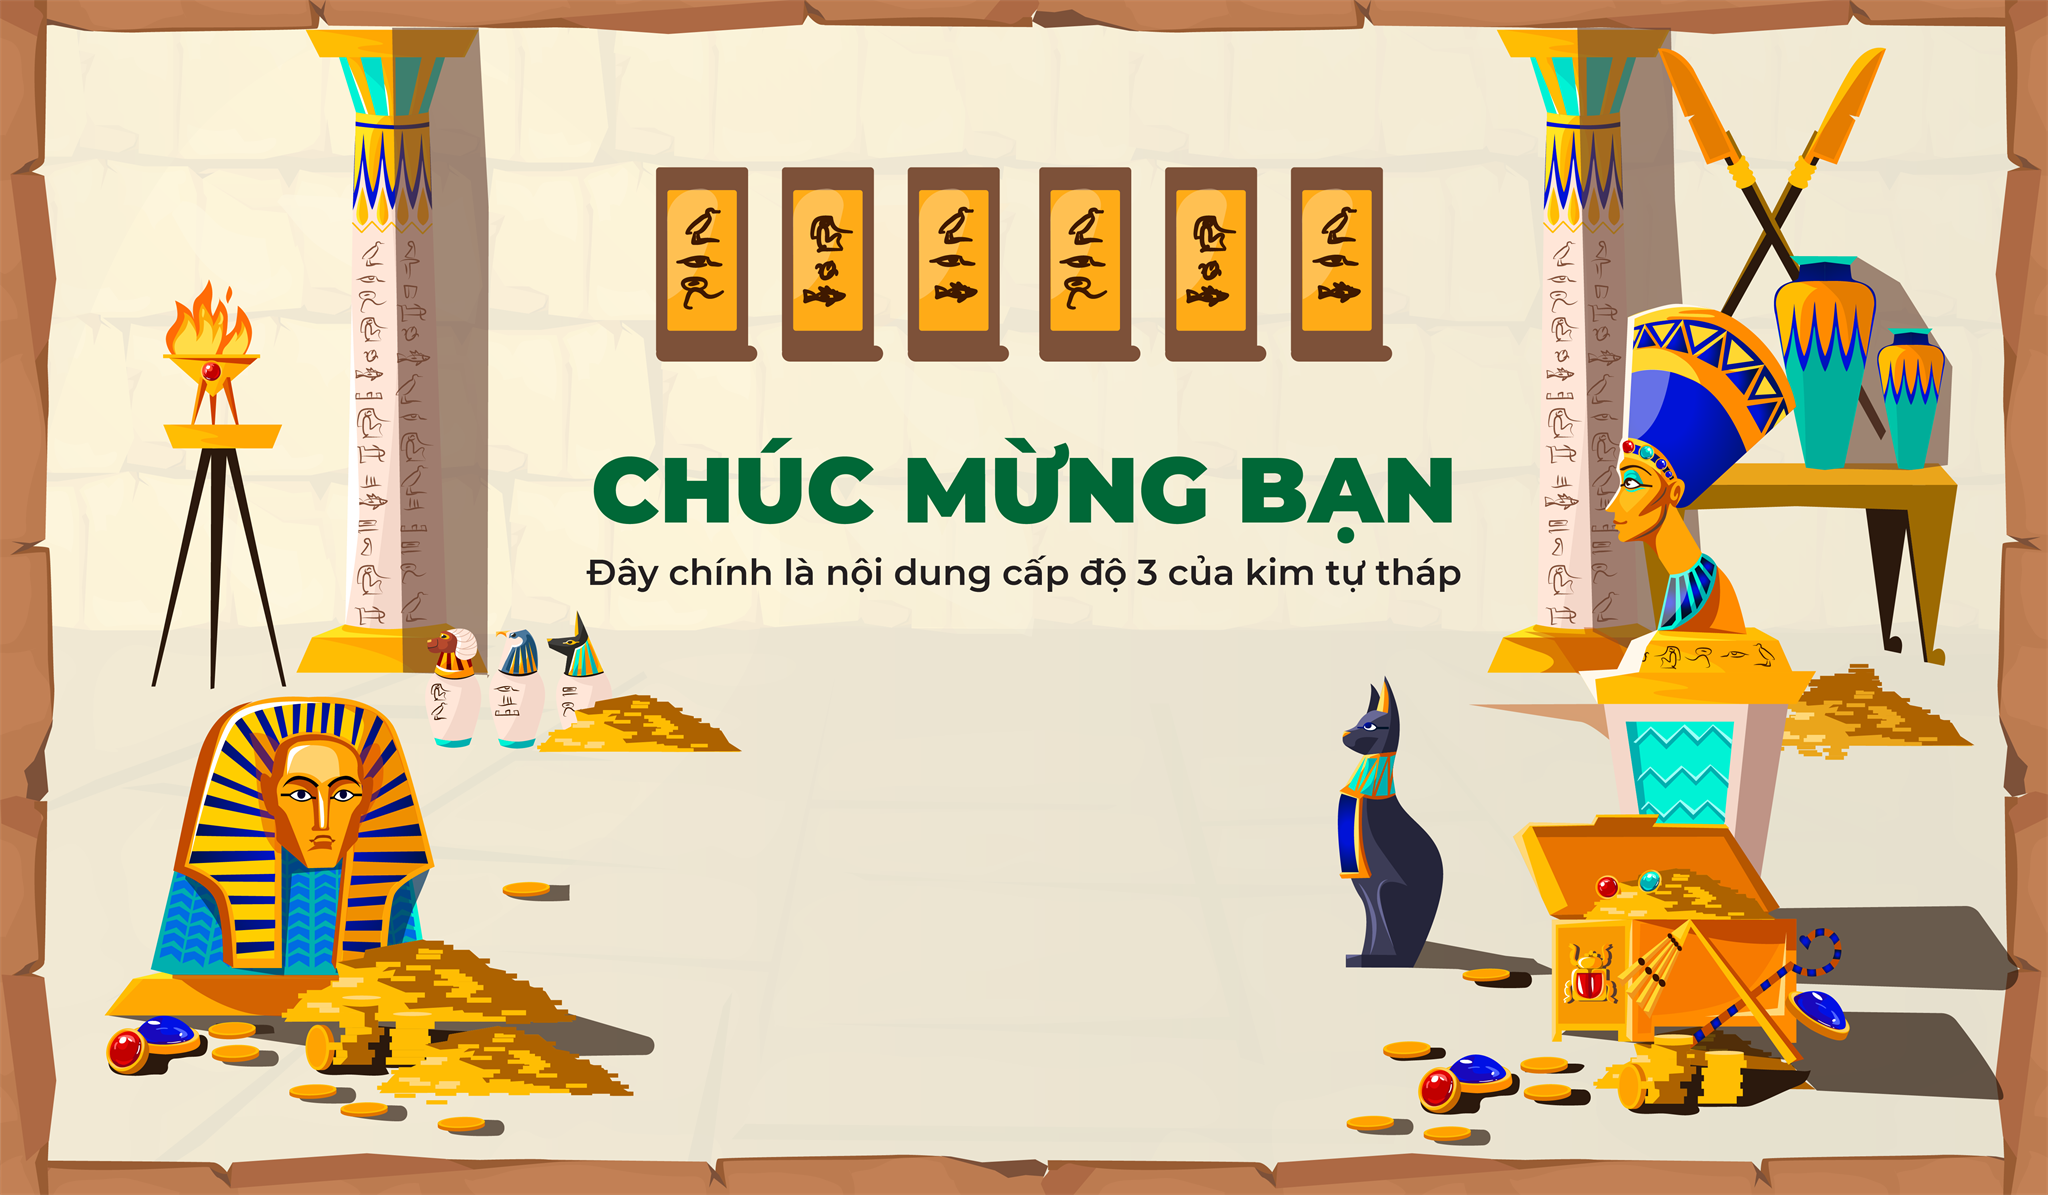 CHÚC MỪNG BẠN
Đây chính là nội dung cấp độ 3 của kim tự tháp